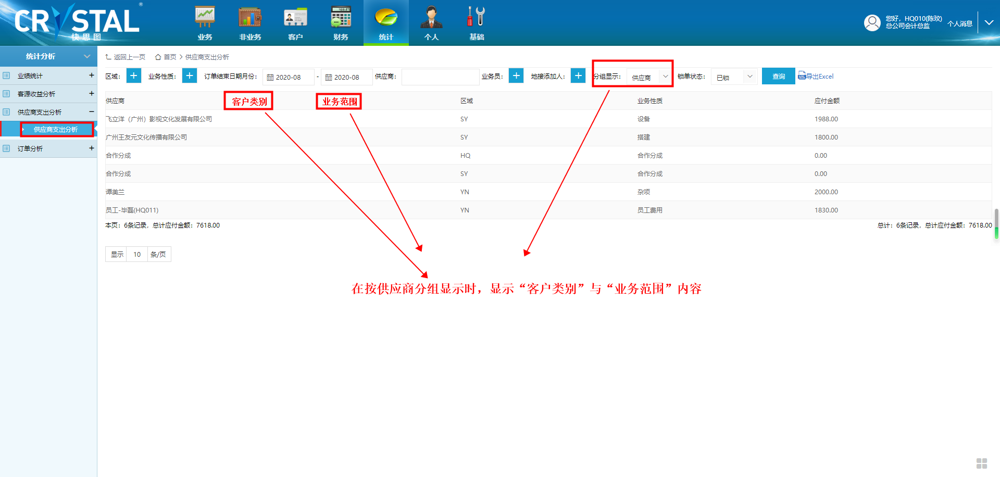 CRYSTAL®
快思图
业务
非业务
客户
财务
统计
个人
基础
您好，HQ010(陈玟)
总公司会计总监
个人消息
统计分析
业绩统计
客源收益分析
供应商支出分析
供应商支出分析
订单分析
返回上一页 首页 > 供应商支出分析
区域： + 业务性质： + 订单结束日期月份： 2020-08 - 2020-08 供应商： 业务员： + 地接添加人： + 分组显示： 供应商 锁单状态： 已锁 查询 导出Excel
供应商 客户类别 业务范围 区域 业务性质 应付金额
飞立洋（广州）影视文化发展有限公司 SY 设备 1988.00
广州王友元文化传播有限公司 SY 搭建 1800.00
合作分成 HQ 合作分成 0.00
合作分成 SY 合作分成 0.00
谭美兰 YN 杂项 2000.00
员工-毕磊(HQ011) YN 员工费用 1830.00
本页：6条记录，总计应付金额：7618.00 总计：6条记录，总计应付金额：7618.00
显示 10 条/页
在按供应商分组显示时，显示“客户类别”与“业务范围”内容